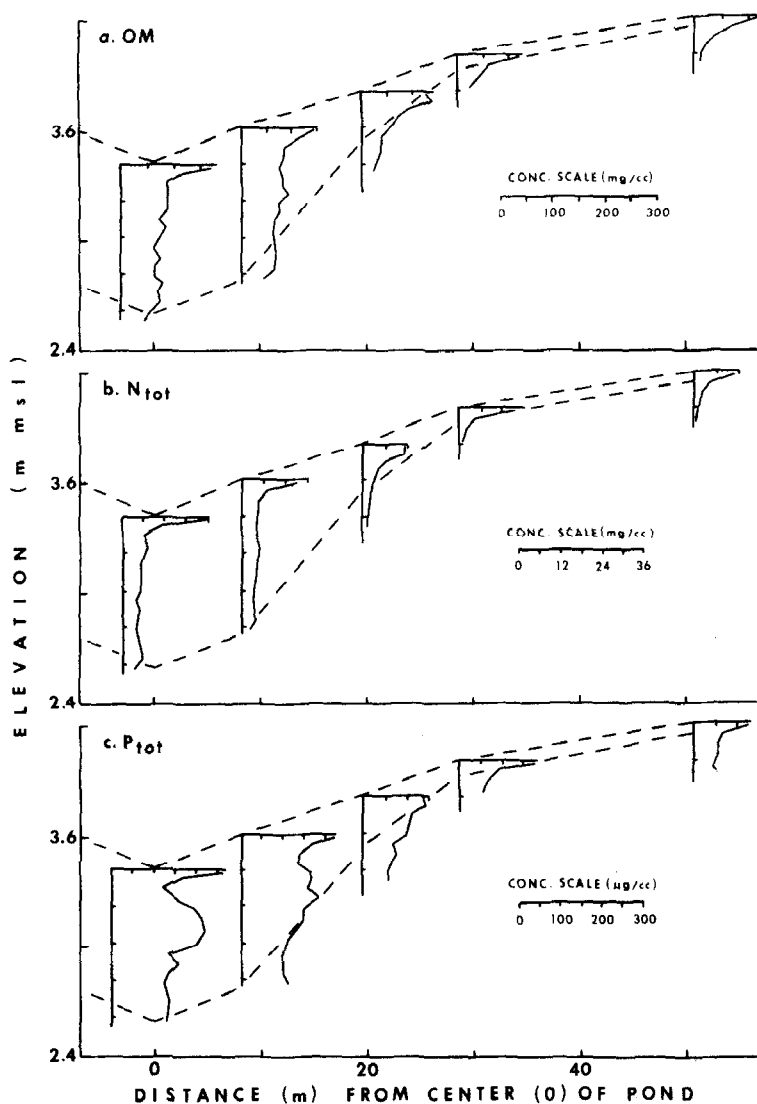 a. OM
3.6
CONC. SCALE (mg/cc)
0 100 200 300
2.4
b. Ntot
3.6
CONC. SCALE (mg/cc)
0 12 24 36
2.4
c. Ptot
3.6
CONC. SCALE (µg/cc)
0 100 200 300
2.4
0 20 40
DISTANCE (m) FROM CENTER (0) OF POND
ELEVATION (m msl)